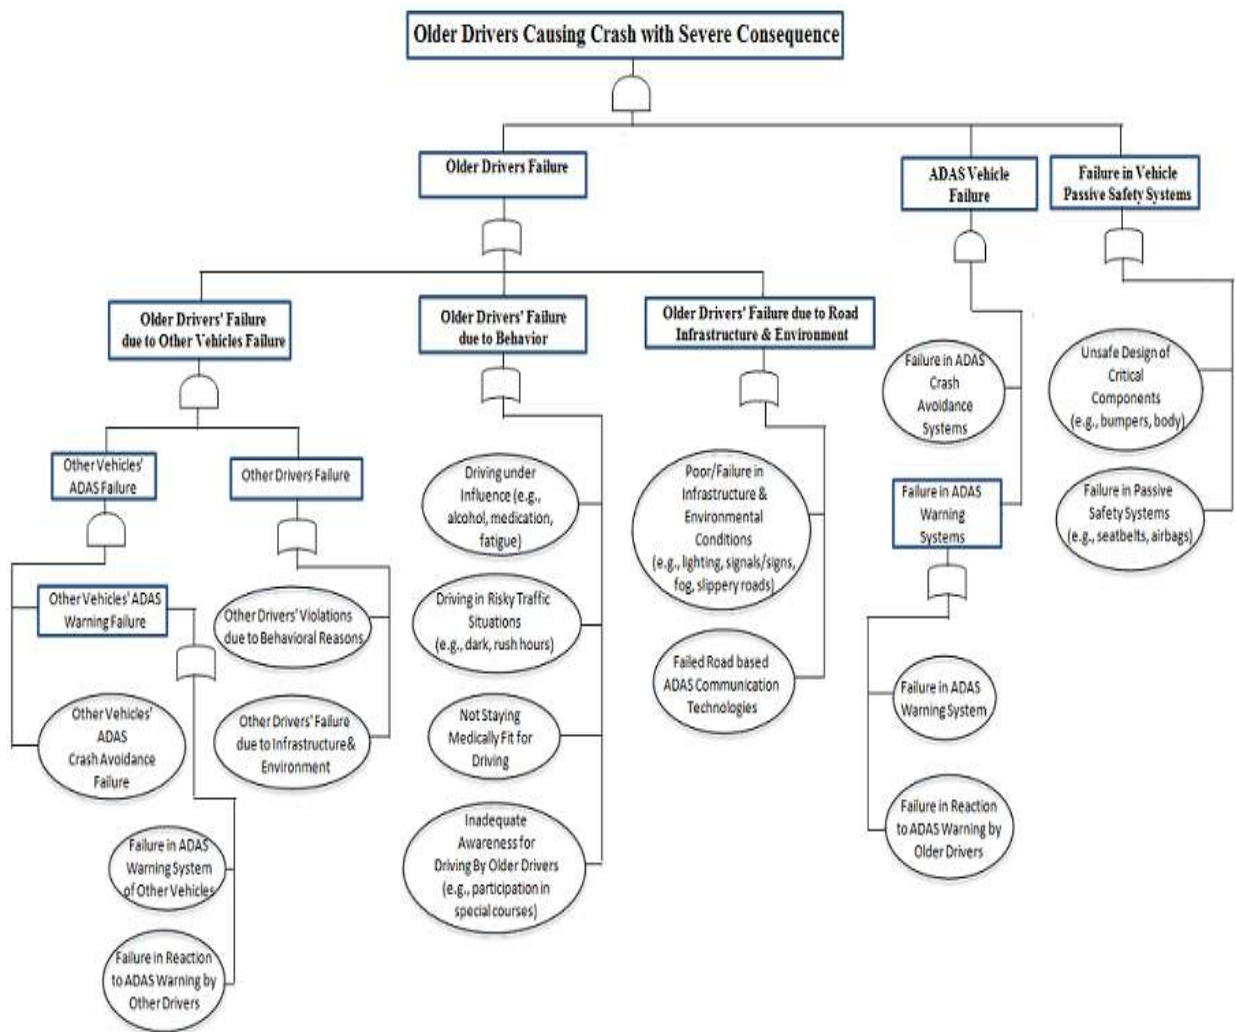 Older Drivers Causing Crash with Severe Consequence
Older Drivers Failure
ADAS Vehicle
Failure
Failure in Vehicle
Passive Safety Systems
Older Drivers' Failure
due to Other Vehicles Failure
Older Drivers' Failure
due to Behavior
Older Drivers' Failure due to Road
Infrastructure & Environment
Failure in ADAS
Crash
Avoidance
Systems
Unsafe Design of
Critical
Components
(e.g., bumpers, body)
Other Vehicles'
ADAS Failure
Other Drivers Failure
Driving under
Influence (e.g.,
alcohol, medication,
fatigue)
Poor/Failure in
Infrastructure &
Environmental
Conditions
(e.g., lighting, signals/signs,
fog, slippery roads)
Failure in ADAS
Warning
Systems
Failure in Passive
Safety Systems
(e.g., seatbelts, airbags)
Other Vehicles' ADAS
Warning Failure
Other Drivers' Violations
due to Behavioral Reasons
Driving in Risky Traffic
Situations
(e.g., dark, rush hours)
Failed Road based
ADAS Communication
Technologies
Failure in ADAS
Warning System
Other Vehicles'
ADAS
Crash Avoidance
Failure
Other Drivers' Failure
due to Infrastructure &
Environment
Not Staying
Medically Fit for
Driving
Failure in Reaction
to ADAS Warning by
Older Drivers
Inadequate
Awareness for
Driving By Older Drivers
(e.g., participation in
special courses)
Failure in ADAS
Warning System
of Other Vehicles
Failure in Reaction
to ADAS Warning by
Other Drivers